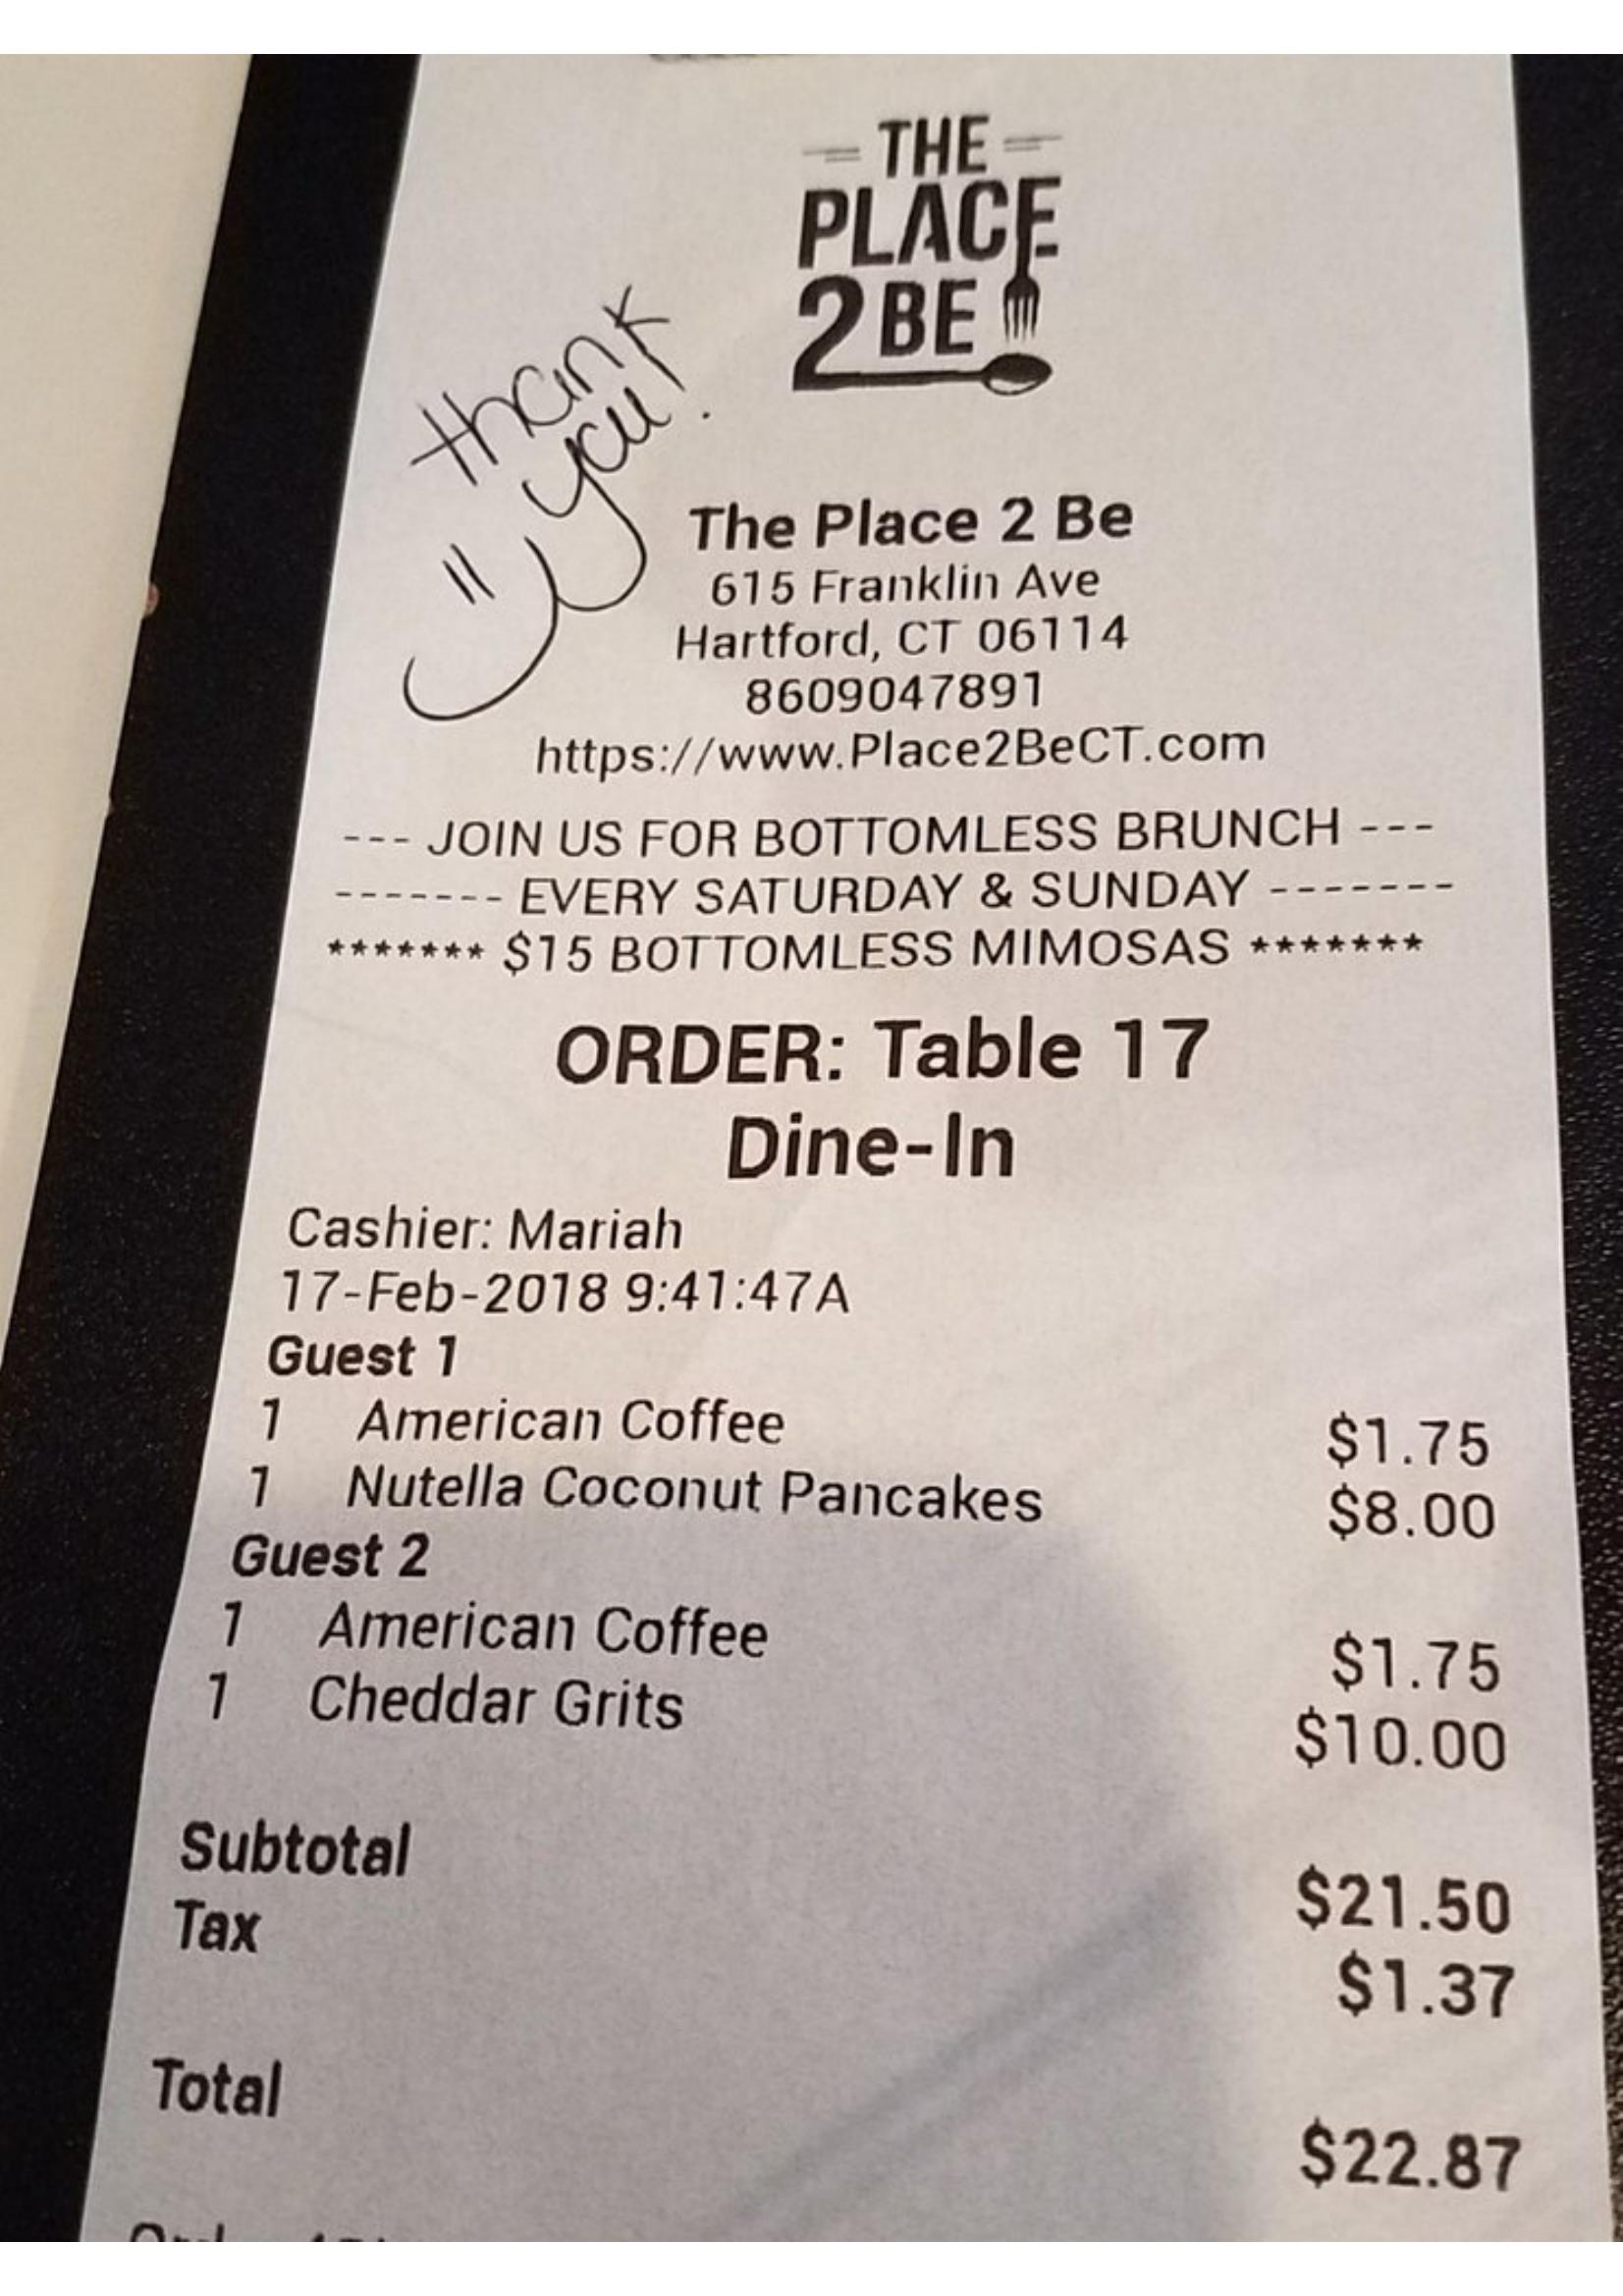 THE
PLACE
2 BE
thank
you!
The Place 2 Be
615 Franklin Ave
Hartford, CT 06114
8609047891
https://www.Place2BeCT.com
--- JOIN US FOR BOTTOMLESS BRUNCH ---
------- EVERY SATURDAY & SUNDAY -------
******* $15 BOTTOMLESS MIMOSAS *******
ORDER: Table 17
Dine-In
Cashier: Mariah
17-Feb-2018 9:41:47A
Guest 1
1 American Coffee $1.75
1 Nutella Coconut Pancakes $8.00
Guest 2
1 American Coffee $1.75
1 Cheddar Grits $10.00
Subtotal $21.50
Tax $1.37
Total $22.87